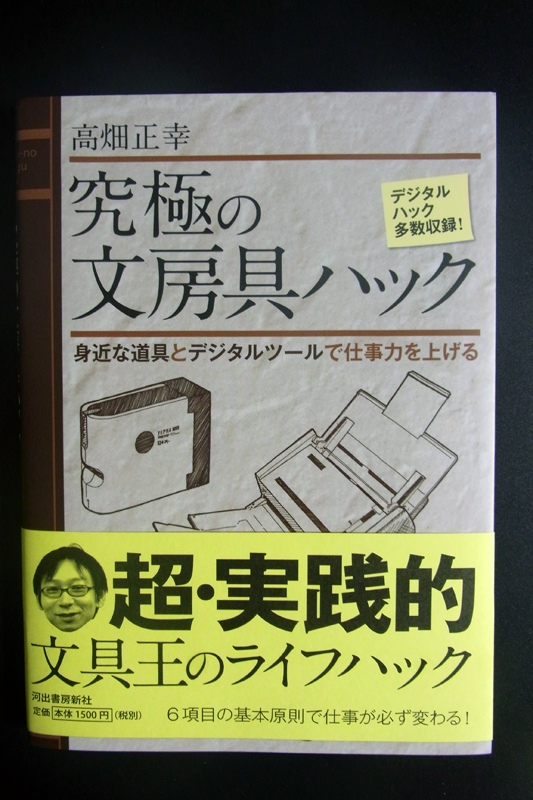 高畑正幸
究極の
文房具ハック
デジタル
ハック
多数収録!
身近な道具とデジタルツールで仕事力を上げる
超・実践的
文具王のライフハック
河出書房新社
定価 本体1500円 (税別)
6項目の基本原則で仕事が必ず変わる!